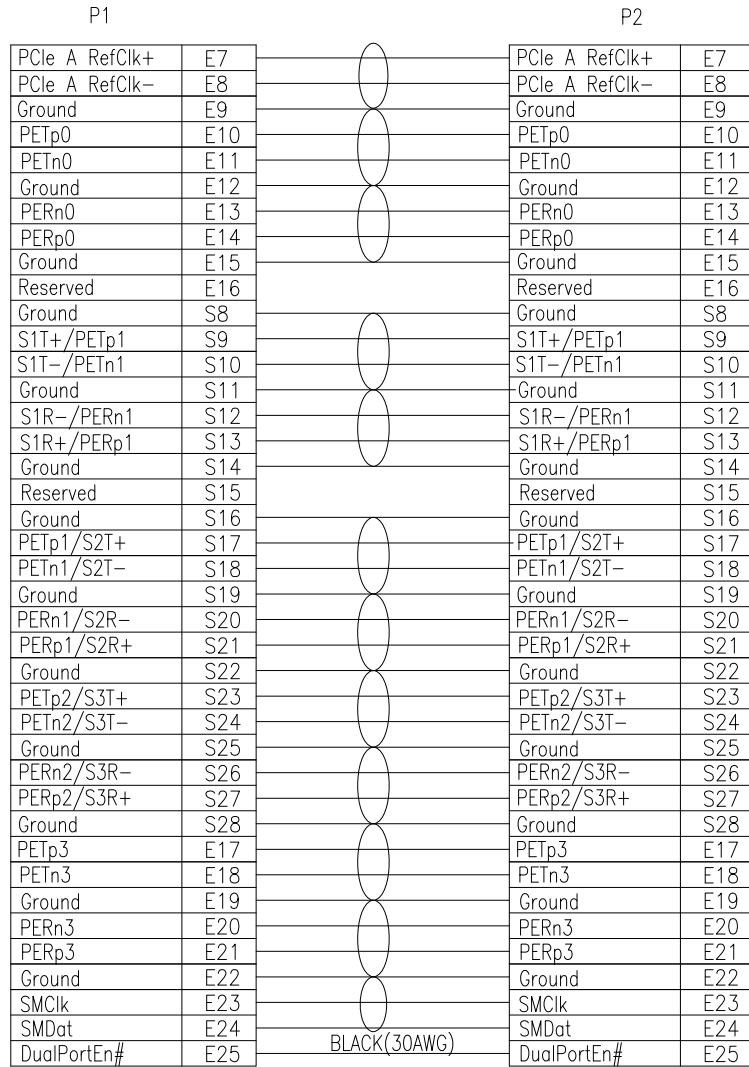 P1 P2
PCIe A RefClk+ E7 PCIe A RefClk+ E7
PCIe A RefClk− E8 PCIe A RefClk− E8
Ground E9 Ground E9
PETp0 E10 PETp0 E10
PETn0 E11 PETn0 E11
Ground E12 Ground E12
PERn0 E13 PERn0 E13
PERp0 E14 PERp0 E14
Ground E15 Ground E15
Reserved E16 Reserved E16
Ground S8 Ground S8
S1T+/PETp1 S9 S1T+/PETp1 S9
S1T−/PETn1 S10 S1T−/PETn1 S10
Ground S11 Ground S11
S1R−/PERn1 S12 S1R−/PERn1 S12
S1R+/PERp1 S13 S1R+/PERp1 S13
Ground S14 Ground S14
Reserved S15 Reserved S15
Ground S16 Ground S16
PETp1/S2T+ S17 PETp1/S2T+ S17
PETn1/S2T− S18 PETn1/S2T− S18
Ground S19 Ground S19
PERn1/S2R− S20 PERn1/S2R− S20
PERp1/S2R+ S21 PERp1/S2R+ S21
Ground S22 Ground S22
PETp2/S3T+ S23 PETp2/S3T+ S23
PETn2/S3T− S24 PETn2/S3T− S24
Ground S25 Ground S25
PERn2/S3R− S26 PERn2/S3R− S26
PERp2/S3R+ S27 PERp2/S3R+ S27
Ground S28 Ground S28
PETp3 E17 PETp3 E17
PETn3 E18 PETn3 E18
Ground E19 Ground E19
PERn3 E20 PERn3 E20
PERp3 E21 PERp3 E21
Ground E22 Ground E22
SMClk E23 SMClk E23
SMDat E24 SMDat E24
DualPortEn# E25 BLACK(30AWG) DualPortEn# E25